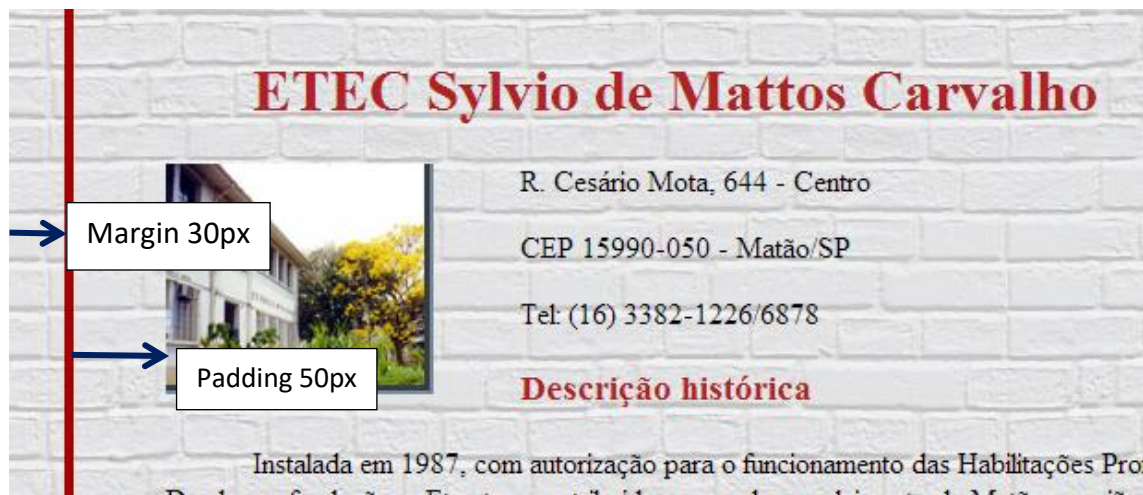 ETEC Sylvio de Mattos Carvalho
R. Cesário Mota, 644 - Centro
Margin 30px
CEP 15990-050 - Matão/SP
Tel: (16) 3382-1226/6878
Padding 50px
Descrição histórica
Instalada em 1987, com autorização para o funcionamento das Habilitações